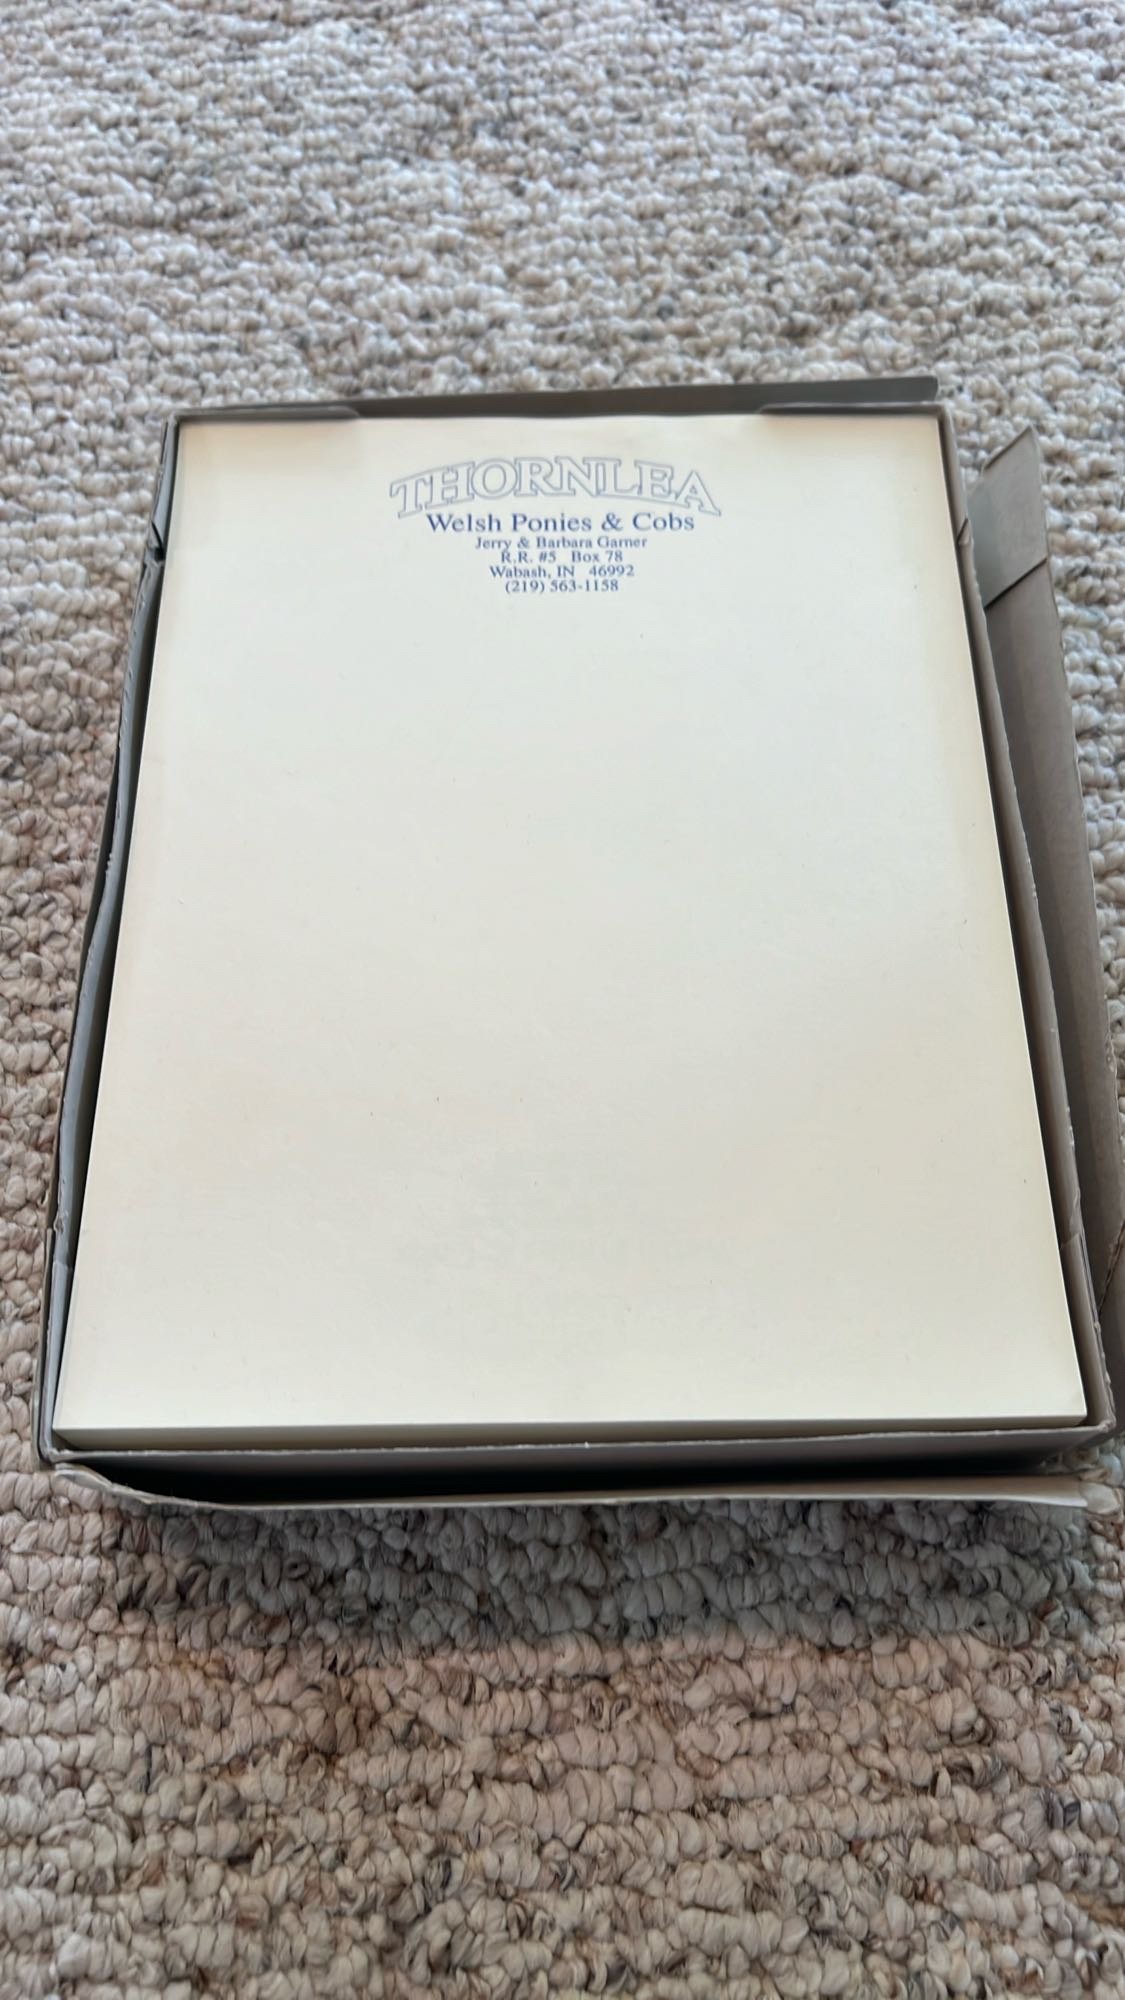 THORNLEA
Welsh Ponies & Cobs
Jerry & Barbara Garner
R.R. #5 Box 78
Wabash, IN 46992
(219) 563-1158